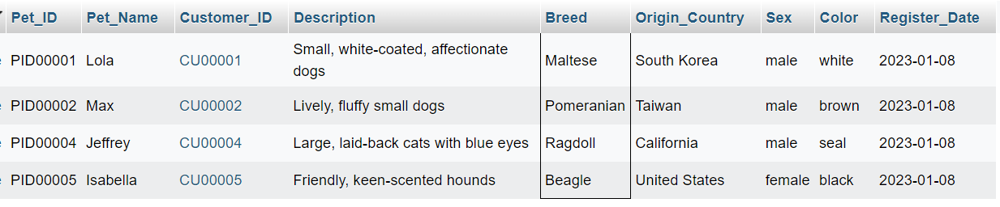 Pet_ID Pet_Name Customer_ID Description Breed Origin_Country Sex Color Register_Date
PID00001 Lola CU00001 Small, white-coated, affectionate dogs Maltese South Korea male white 2023-01-08
PID00002 Max CU00002 Lively, fluffy small dogs Pomeranian Taiwan male brown 2023-01-08
PID00004 Jeffrey CU00004 Large, laid-back cats with blue eyes Ragdoll California male seal 2023-01-08
PID00005 Isabella CU00005 Friendly, keen-scented hounds Beagle United States female black 2023-01-08